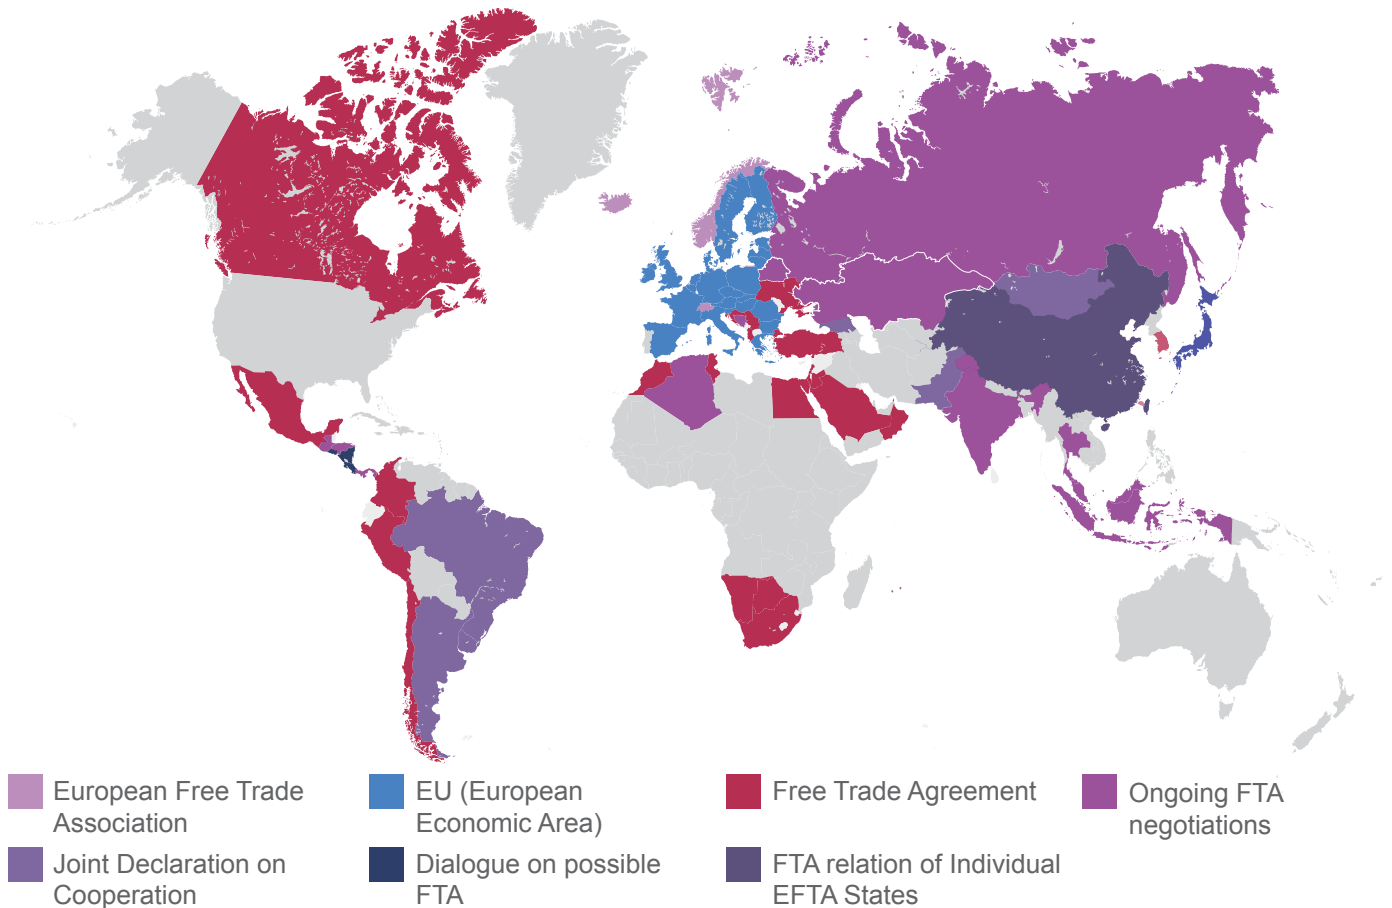 European Free Trade
Association
EU (European
Economic Area)
Free Trade Agreement
Ongoing FTA
negotiations
Joint Declaration on
Cooperation
Dialogue on possible
FTA
FTA relation of Individual
EFTA States